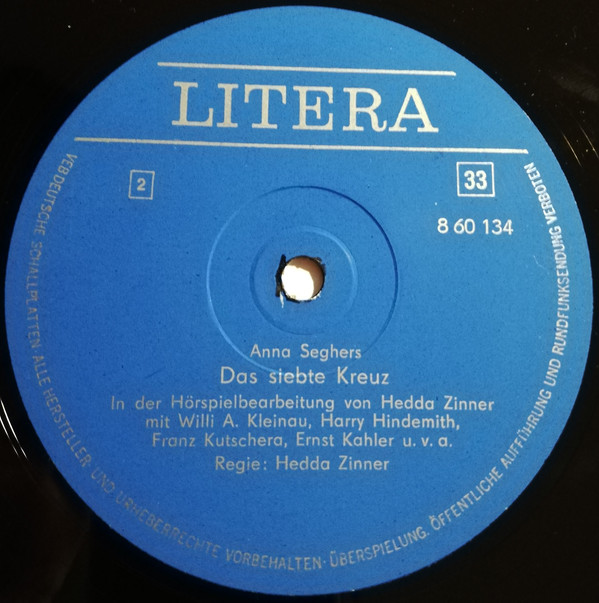 LITERA
2
33
8 60 134
Anna Seghers
Das siebte Kreuz
In der Hörspielbearbeitung von Hedda Zinner
mit Willi A. Kleinau, Harry Hindemith,
Franz Kutschera, Ernst Kahler u. v. a.
Regie: Hedda Zinner
VEB DEUTSCHE SCHALLPLATTEN · ALLE HERSTELLER- UND URHEBERRECHTE VORBEHALTEN · ÜBERSPIELUNG, ÖFFENTLICHE AUFFÜHRUNG UND RUNDFUNKSENDUNG VERBOTEN